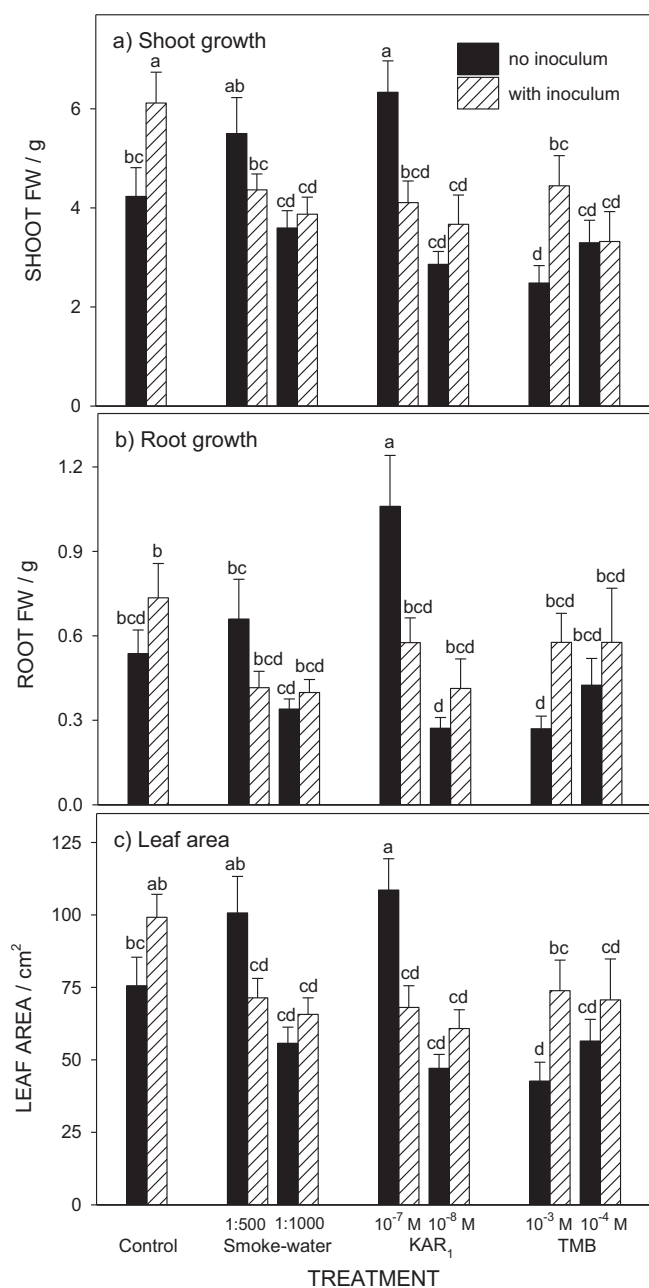 a) Shoot growth
no inoculum
with inoculum
SHOOT FW / g
6
4
2
0
bc
a
ab
bc
cd
cd
a
bcd
cd
cd
d
bc
cd
cd
b) Root growth
ROOT FW / g
1.2
0.9
0.6
0.3
0.0
bcd
b
bc
bcd
cd
bcd
a
bcd
d
bcd
d
bcd
bcd
bcd
c) Leaf area
LEAF AREA / cm²
125
100
75
50
25
0
bc
ab
ab
cd
cd
cd
a
cd
cd
cd
d
bc
cd
cd
1:500 1:1000 10⁻⁷ M 10⁻⁸ M 10⁻³ M 10⁻⁴ M
Control Smoke-water KAR₁ TMB
TREATMENT